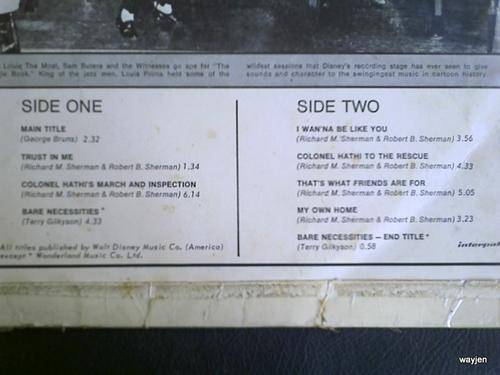 Louis The Most, Sam Butera and the Witnesses go ape for "The
le Book." King of the jazz men, Louis Prima held some of the
wildest sessions that Disney's recording stage has ever seen to give
sounds and character to the swingingest music in cartoon history.
SIDE ONE
MAIN TITLE
(George Bruns) 2.32
TRUST IN ME
(Richard M. Sherman & Robert B. Sherman) 1.34
COLONEL HATHI'S MARCH AND INSPECTION
(Richard M. Sherman & Robert B. Sherman) 6.14
BARE NECESSITIES *
(Terry Gilkyson) 4.33
All titles published by Walt Disney Music Co. (America)
except * Wonderland Music Co. Ltd.
SIDE TWO
I WAN'NA BE LIKE YOU
(Richard M. Sherman & Robert B. Sherman) 3.56
COLONEL HATHI TO THE RESCUE
(Richard M. Sherman & Robert B. Sherman) 4.33
THAT'S WHAT FRIENDS ARE FOR
(Richard M. Sherman & Robert B. Sherman) 5.05
MY OWN HOME
(Richard M. Sherman & Robert B. Sherman) 3.23
BARE NECESSITIES — END TITLE *
(Terry Gilkyson) 0.58
wayjen